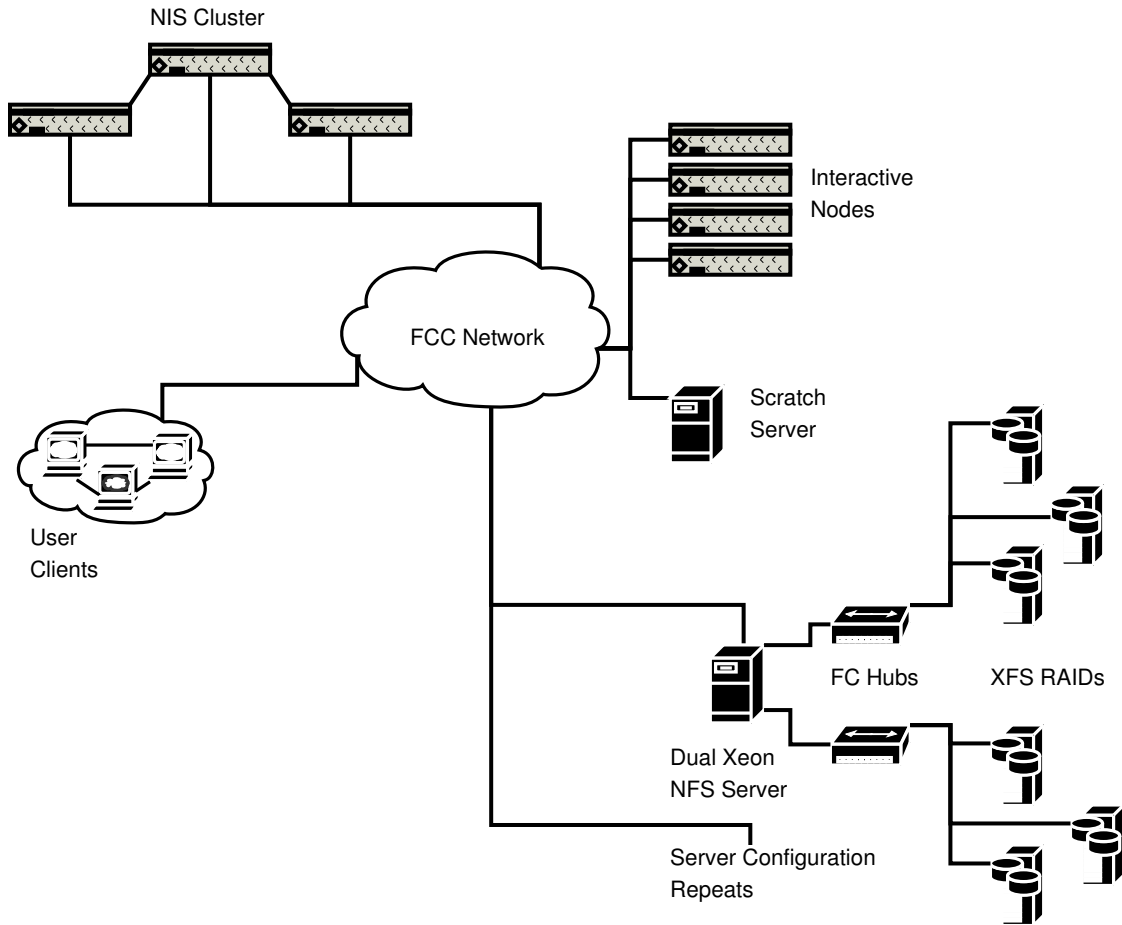 NIS Cluster
Interactive
Nodes
FCC Network
Scratch
Server
User
Clients
FC Hubs
XFS RAIDs
Dual Xeon
NFS Server
Server Configuration
Repeats